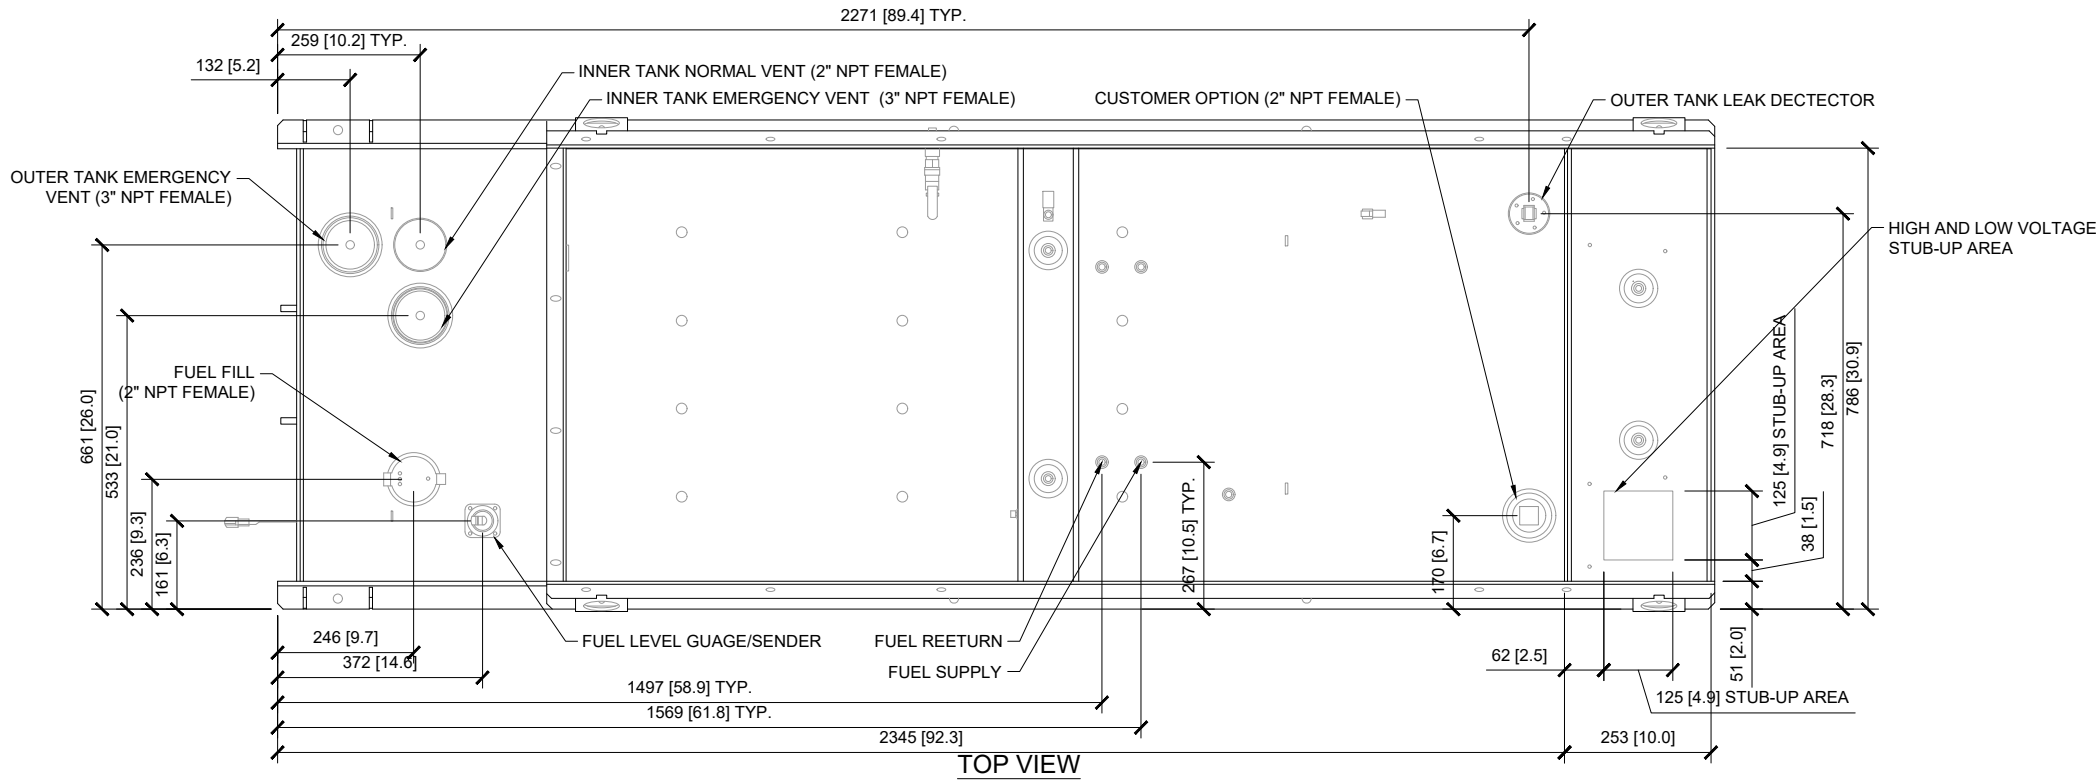 2271 [89.4] TYP.
259 [10.2] TYP.
132 [5.2]
INNER TANK NORMAL VENT (2" NPT FEMALE)
INNER TANK EMERGENCY VENT (3" NPT FEMALE)
CUSTOMER OPTION (2" NPT FEMALE)
OUTER TANK LEAK DECTECTOR
OUTER TANK EMERGENCY
VENT (3" NPT FEMALE)
HIGH AND LOW VOLTAGE
STUB-UP AREA
FUEL FILL
(2" NPT FEMALE)
661 [26.0]
533 [21.0]
236 [9.3]
161 [6.3]
267 [10.5] TYP.
170 [6.7]
125 [4.9] STUB-UP AREA
38 [1.5]
718 [28.3]
786 [30.9]
51 [2.0]
246 [9.7]
372 [14.6]
FUEL LEVEL GUAGE/SENDER
FUEL REETURN
FUEL SUPPLY
62 [2.5]
125 [4.9] STUB-UP AREA
1497 [58.9] TYP.
1569 [61.8] TYP.
2345 [92.3]
253 [10.0]
TOP VIEW